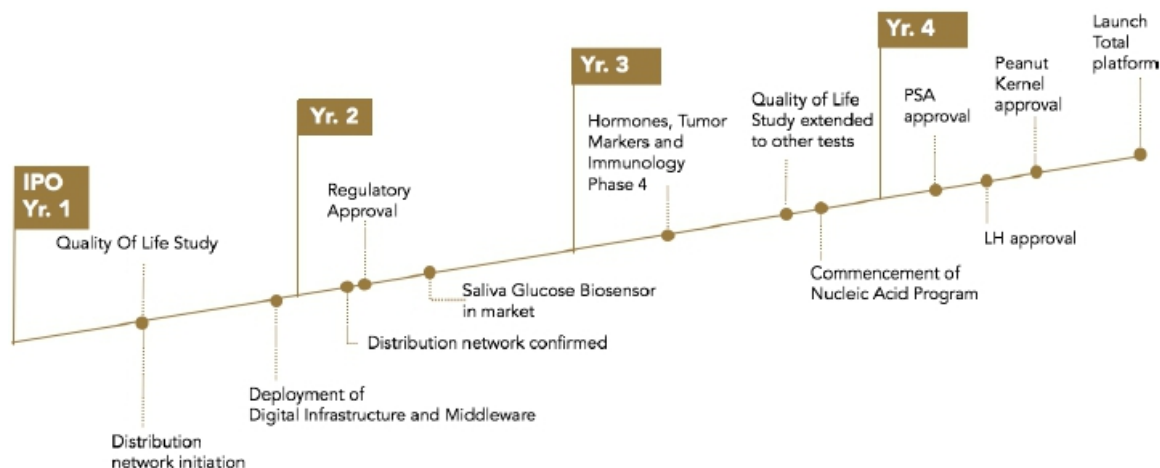 IPO
Yr. 1
Quality Of Life Study
Distribution
network initiation
Deployment of
Digital Infrastructure and Middleware
Yr. 2
Distribution network confirmed
Regulatory
Approval
Saliva Glucose Biosensor
in market
Yr. 3
Hormones, Tumor
Markers and
Immunology
Phase 4
Quality of Life
Study extended
to other tests
Commencement of
Nucleic Acid Program
Yr. 4
PSA
approval
LH approval
Peanut
Kernel
approval
Launch
Total
platform